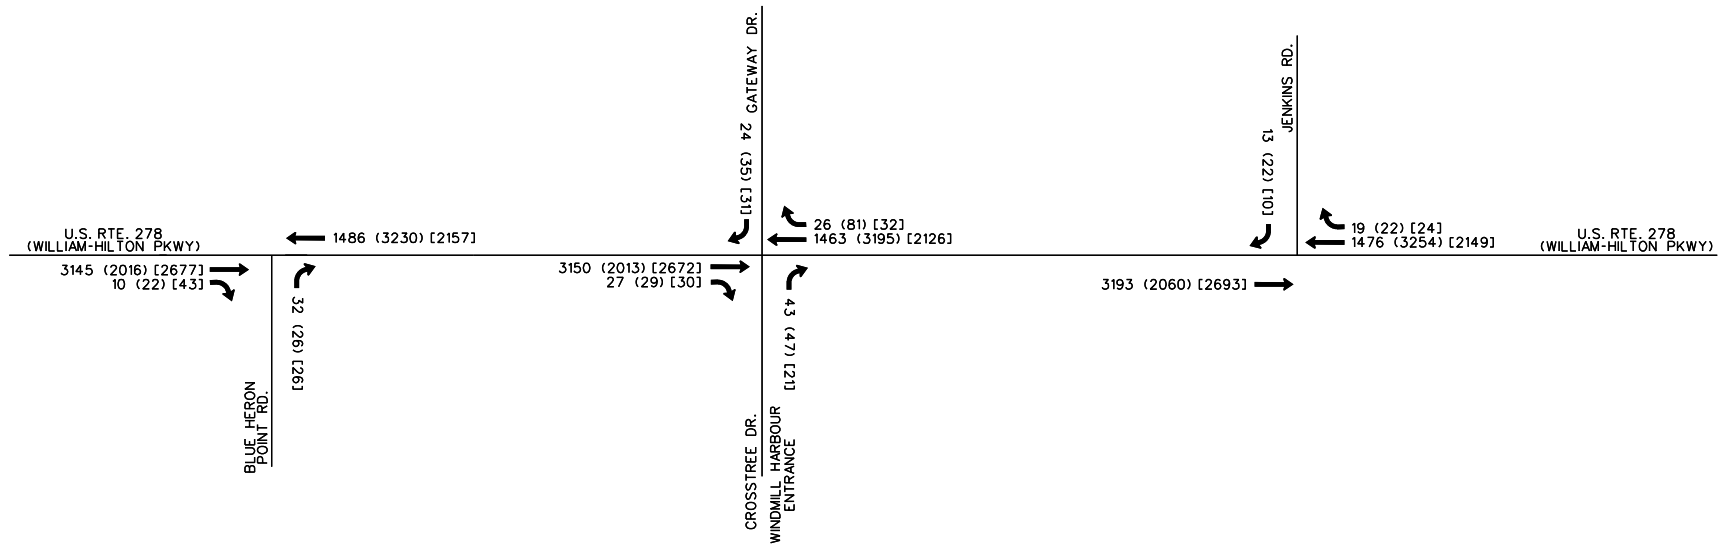 GATEWAY DR.
24 (35) [31]
JENKINS RD.
13 (22) [10]
26 (81) [32]
1463 (3195) [2126]
19 (22) [24]
1476 (3254) [2149]
U.S. RTE. 278
(WILLIAM-HILTON PKWY)
1486 (3230) [2157]
U.S. RTE. 278
(WILLIAM-HILTON PKWY)
3145 (2016) [2677]
10 (22) [43]
3150 (2013) [2672]
27 (29) [30]
3193 (2060) [2693]
32 (26) [26]
43 (47) [21]
BLUE HERON
POINT RD.
CROSSTREE DR.
WINDMILL HARBOUR
ENTRANCE